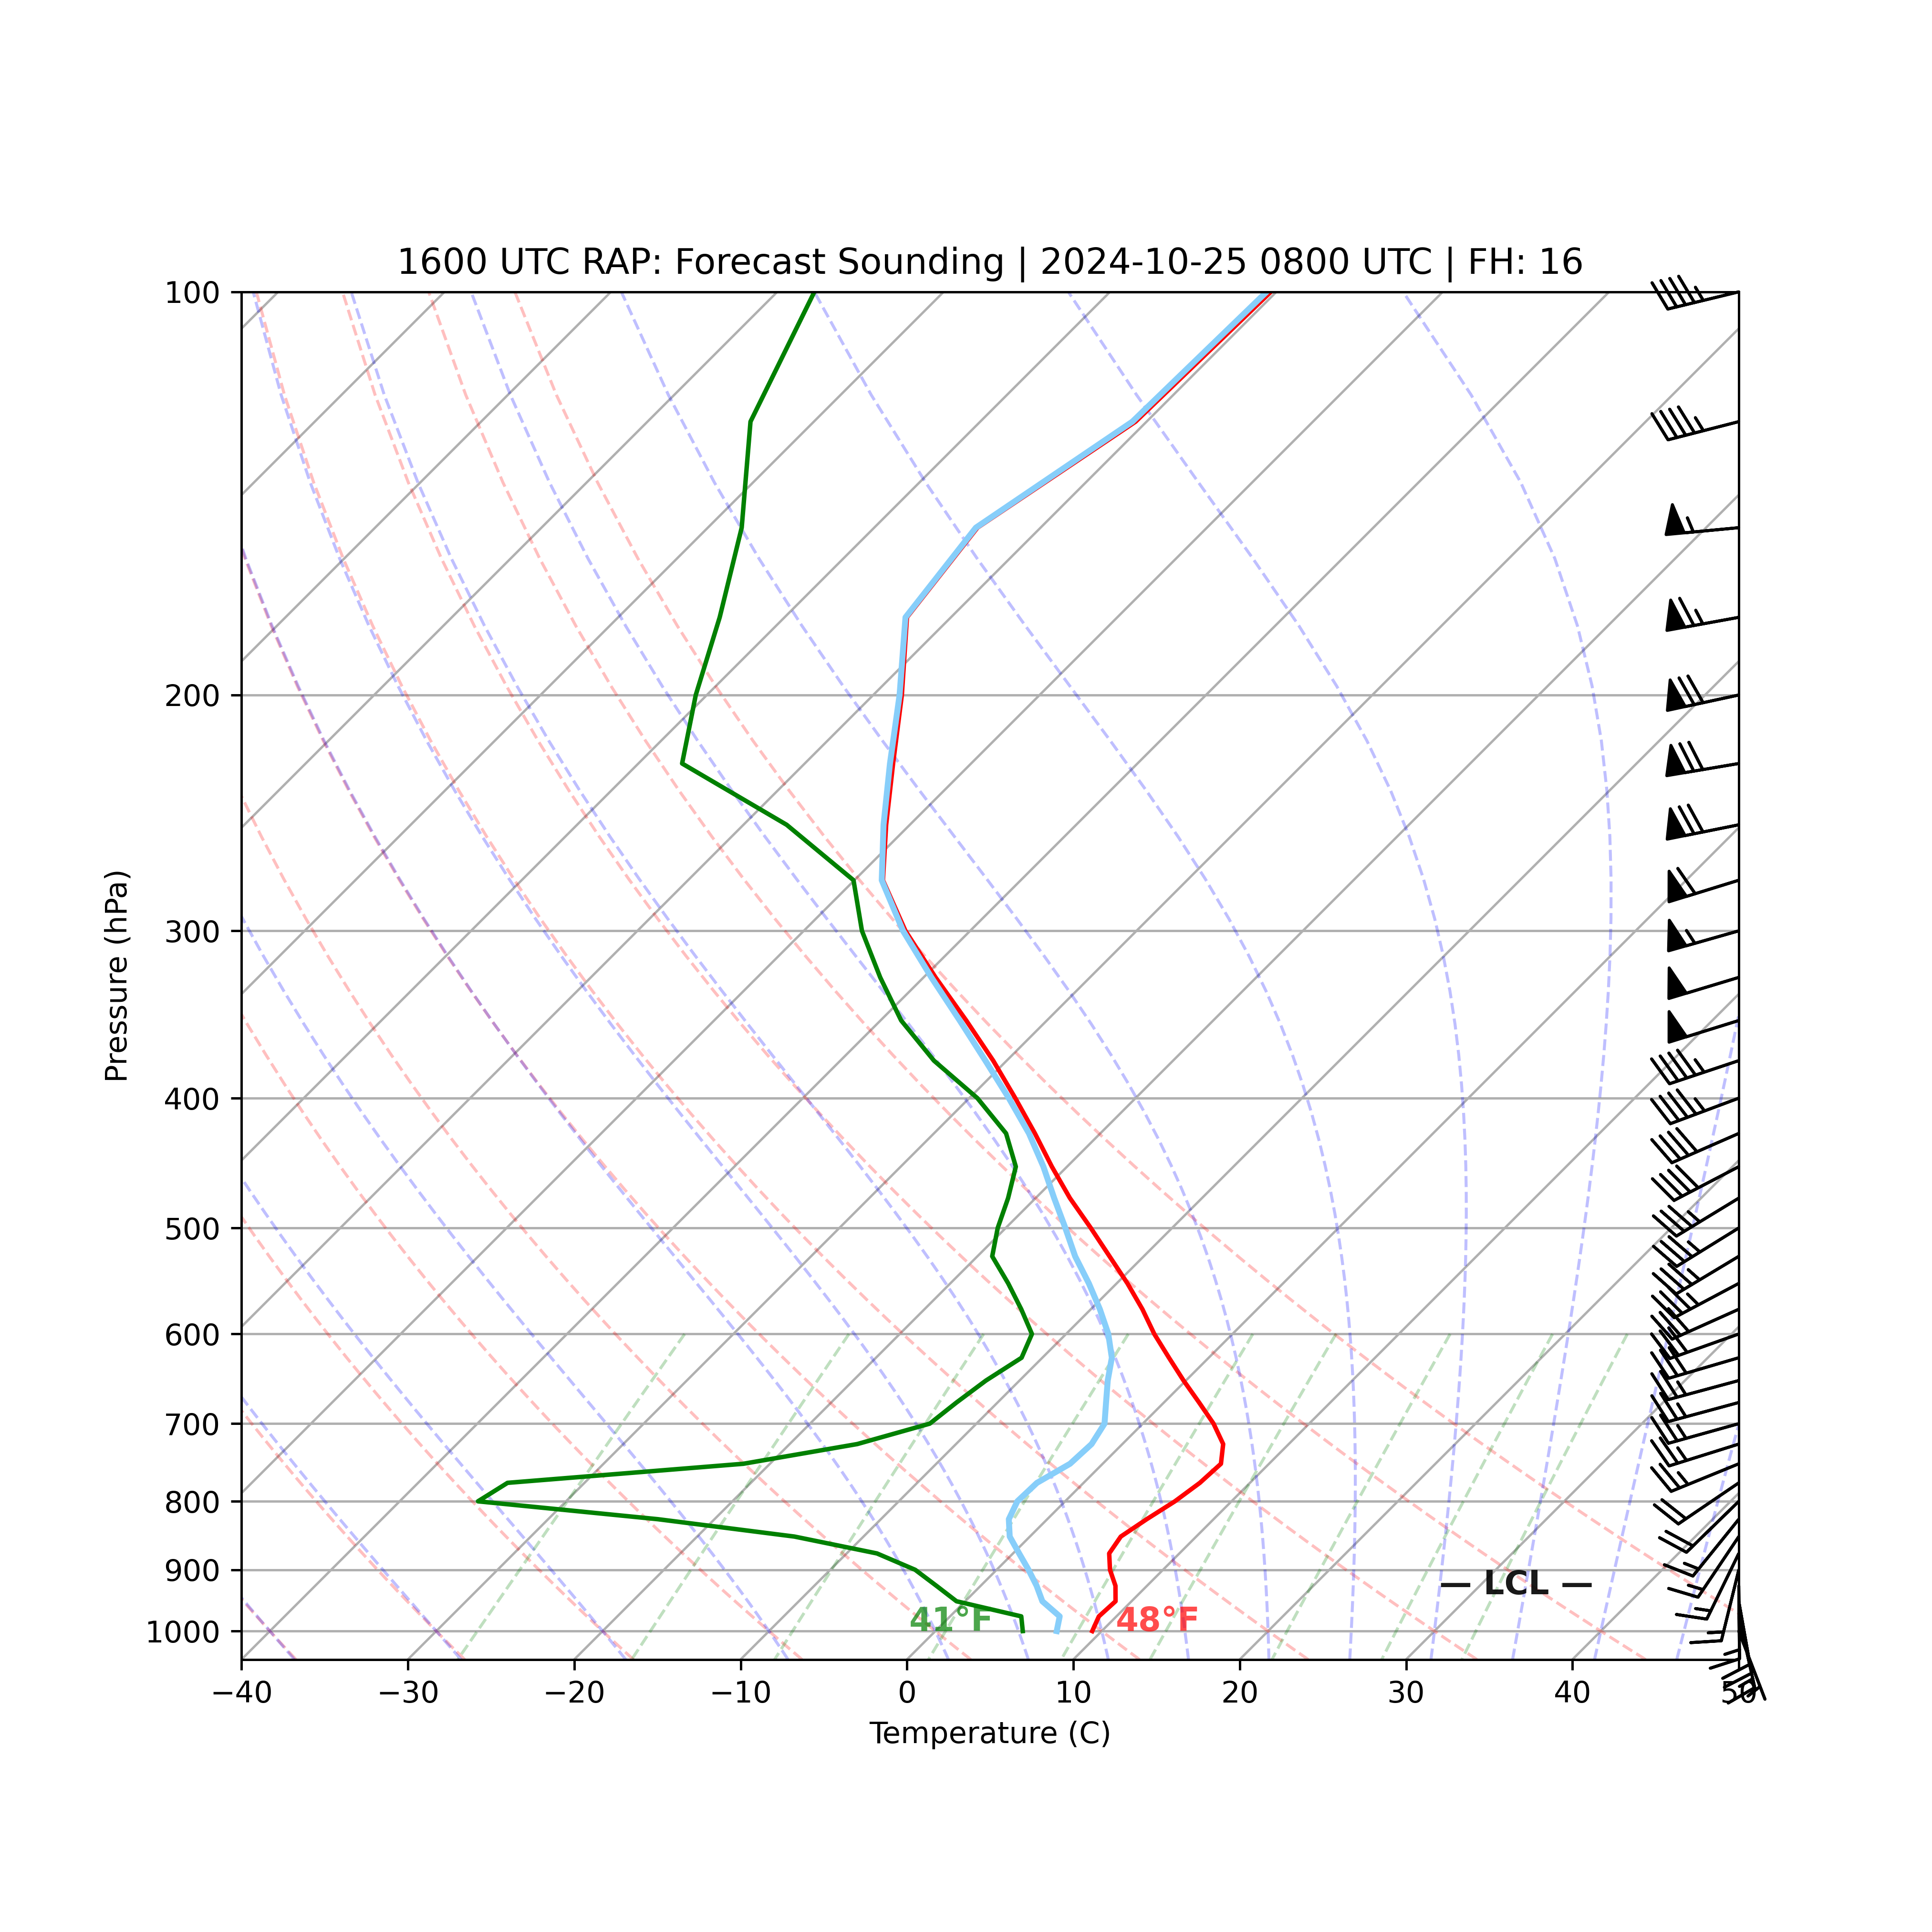 1600 UTC RAP: Forecast Sounding | 2024-10-25 0800 UTC | FH: 16
100
200
300
400
500
600
700
800
900
1000
Pressure (hPa)
— LCL —
41°F
48°F
−40 −30 −20 −10 0 10 20 30 40 50
Temperature (C)